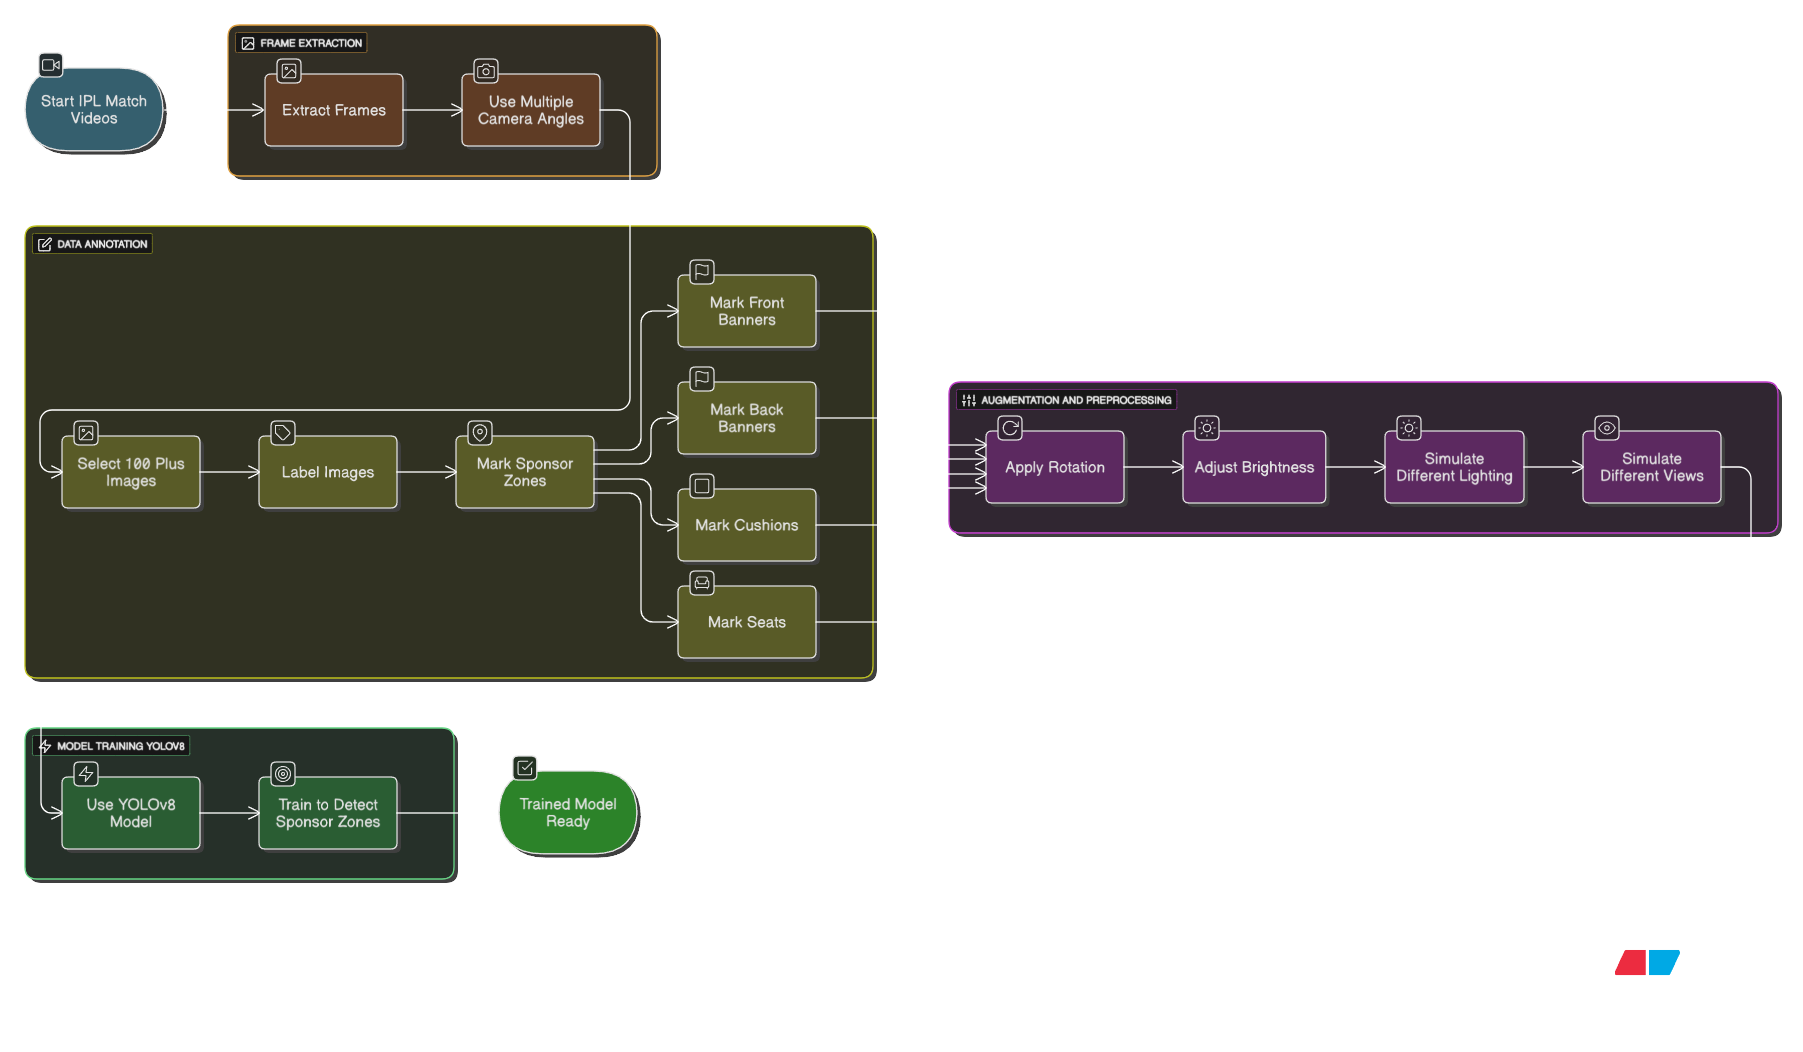 FRAME EXTRACTION
Start IPL Match
Videos
Extract Frames
Use Multiple
Camera Angles
DATA ANNOTATION
Mark Front
Banners
Mark Back
Banners
Select 100 Plus
Images
Label Images
Mark Sponsor
Zones
Mark Cushions
Mark Seats
AUGMENTATION AND PREPROCESSING
Apply Rotation
Adjust Brightness
Simulate
Different Lighting
Simulate
Different Views
MODEL TRAINING YOLOV8
Use YOLOv8
Model
Train to Detect
Sponsor Zones
Trained Model
Ready